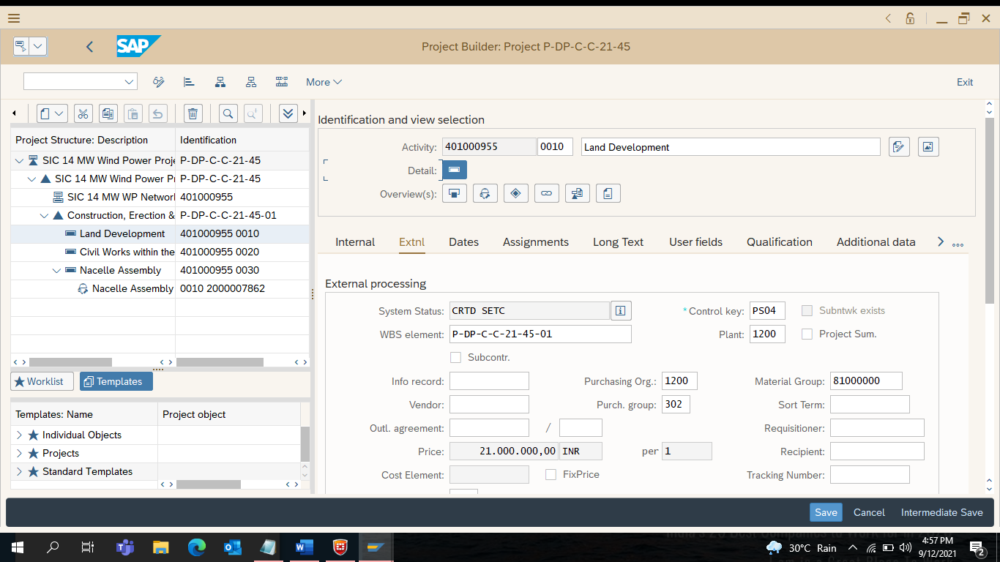 SAP
Project Builder: Project P-DP-C-C-21-45
More
Exit
Project Structure: Description Identification
SIC 14 MW Wind Power Proje P-DP-C-C-21-45
SIC 14 MW Wind Power P P-DP-C-C-21-45
SIC 14 MW WP Networ 401000955
Construction, Erection & P-DP-C-C-21-45-01
Land Development 401000955 0010
Civil Works within the 401000955 0020
Nacelle Assembly 401000955 0030
Nacelle Assembly 0010 2000007862
Worklist Templates
Templates: Name Project object
Individual Objects
Projects
Standard Templates
Identification and view selection
Activity: 401000955 0010 Land Development
Detail:
Overview(s):
Internal Extnl Dates Assignments Long Text User fields Qualification Additional data
External processing
System Status: CRTD SETC *Control key: PS04 Subntwk exists
WBS element: P-DP-C-C-21-45-01 Plant: 1200 Project Sum.
Subcontr.
Info record: Purchasing Org.: 1200 Material Group: 81000000
Vendor: Purch. group: 302 Sort Term:
Outl. agreement: / Requisitioner:
Price: 21.000.000,00 INR per 1 Recipient:
Cost Element: FixPrice Tracking Number:
Save Cancel Intermediate Save
30°C Rain 4:57 PM
9/12/2021
2